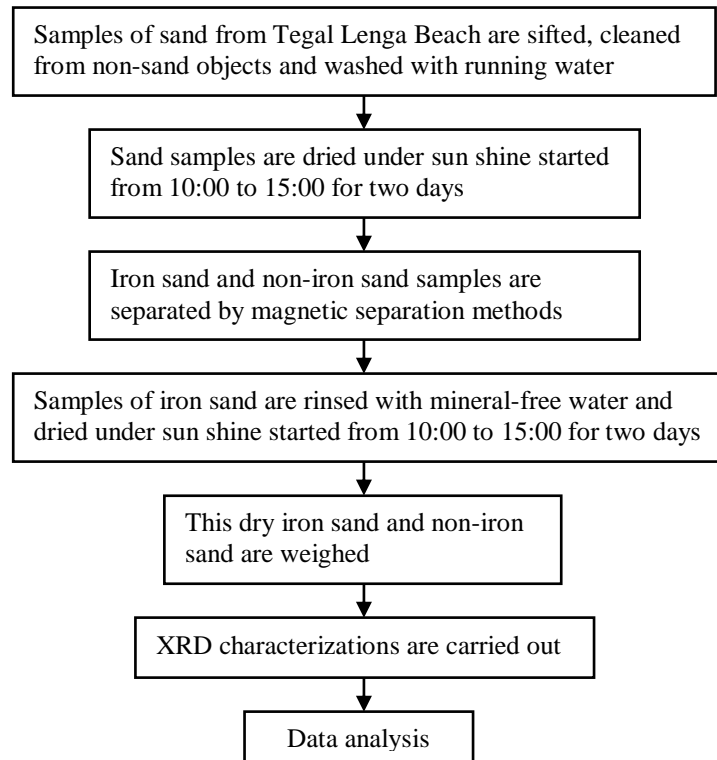 Samples of sand from Tegal Lenga Beach are sifted, cleaned
from non-sand objects and washed with running water
Sand samples are dried under sun shine started
from 10:00 to 15:00 for two days
Iron sand and non-iron sand samples are
separated by magnetic separation methods
Samples of iron sand are rinsed with mineral-free water and
dried under sun shine started from 10:00 to 15:00 for two days
This dry iron sand and non-iron
sand are weighed
XRD characterizations are carried out
Data analysis